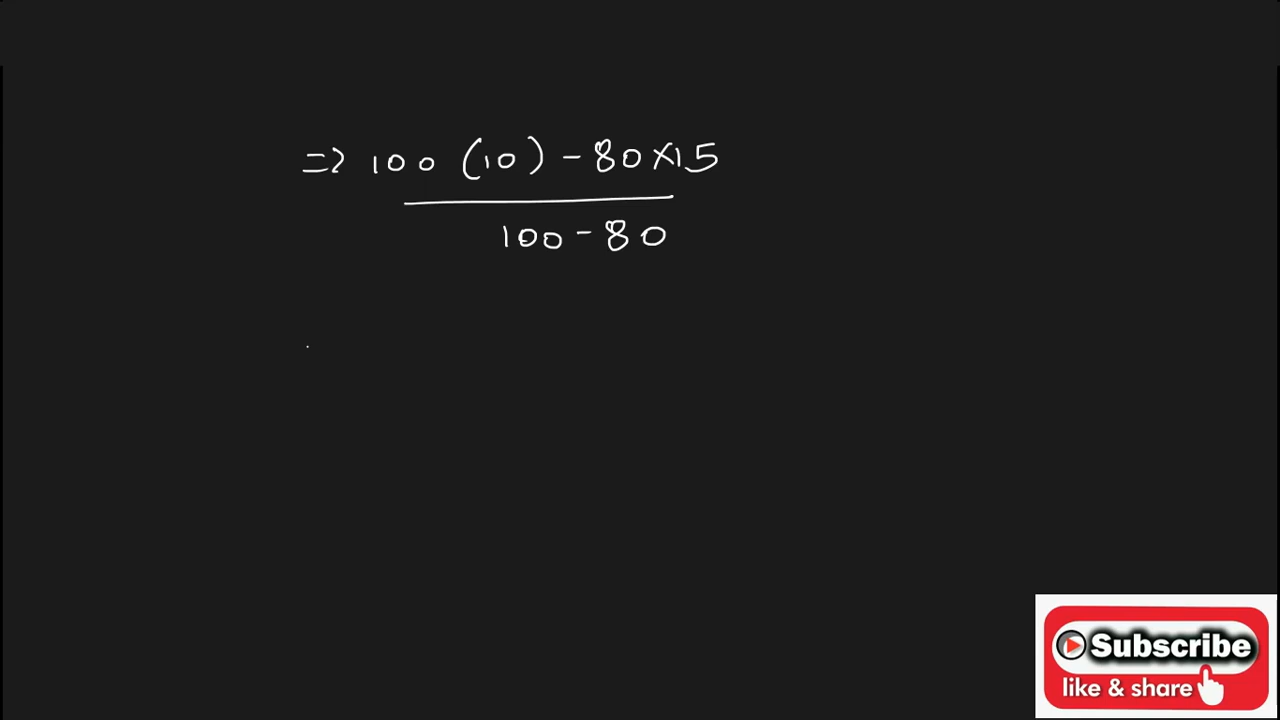 => 100 (10) - 80×15
100 - 80
Subscribe
like & share